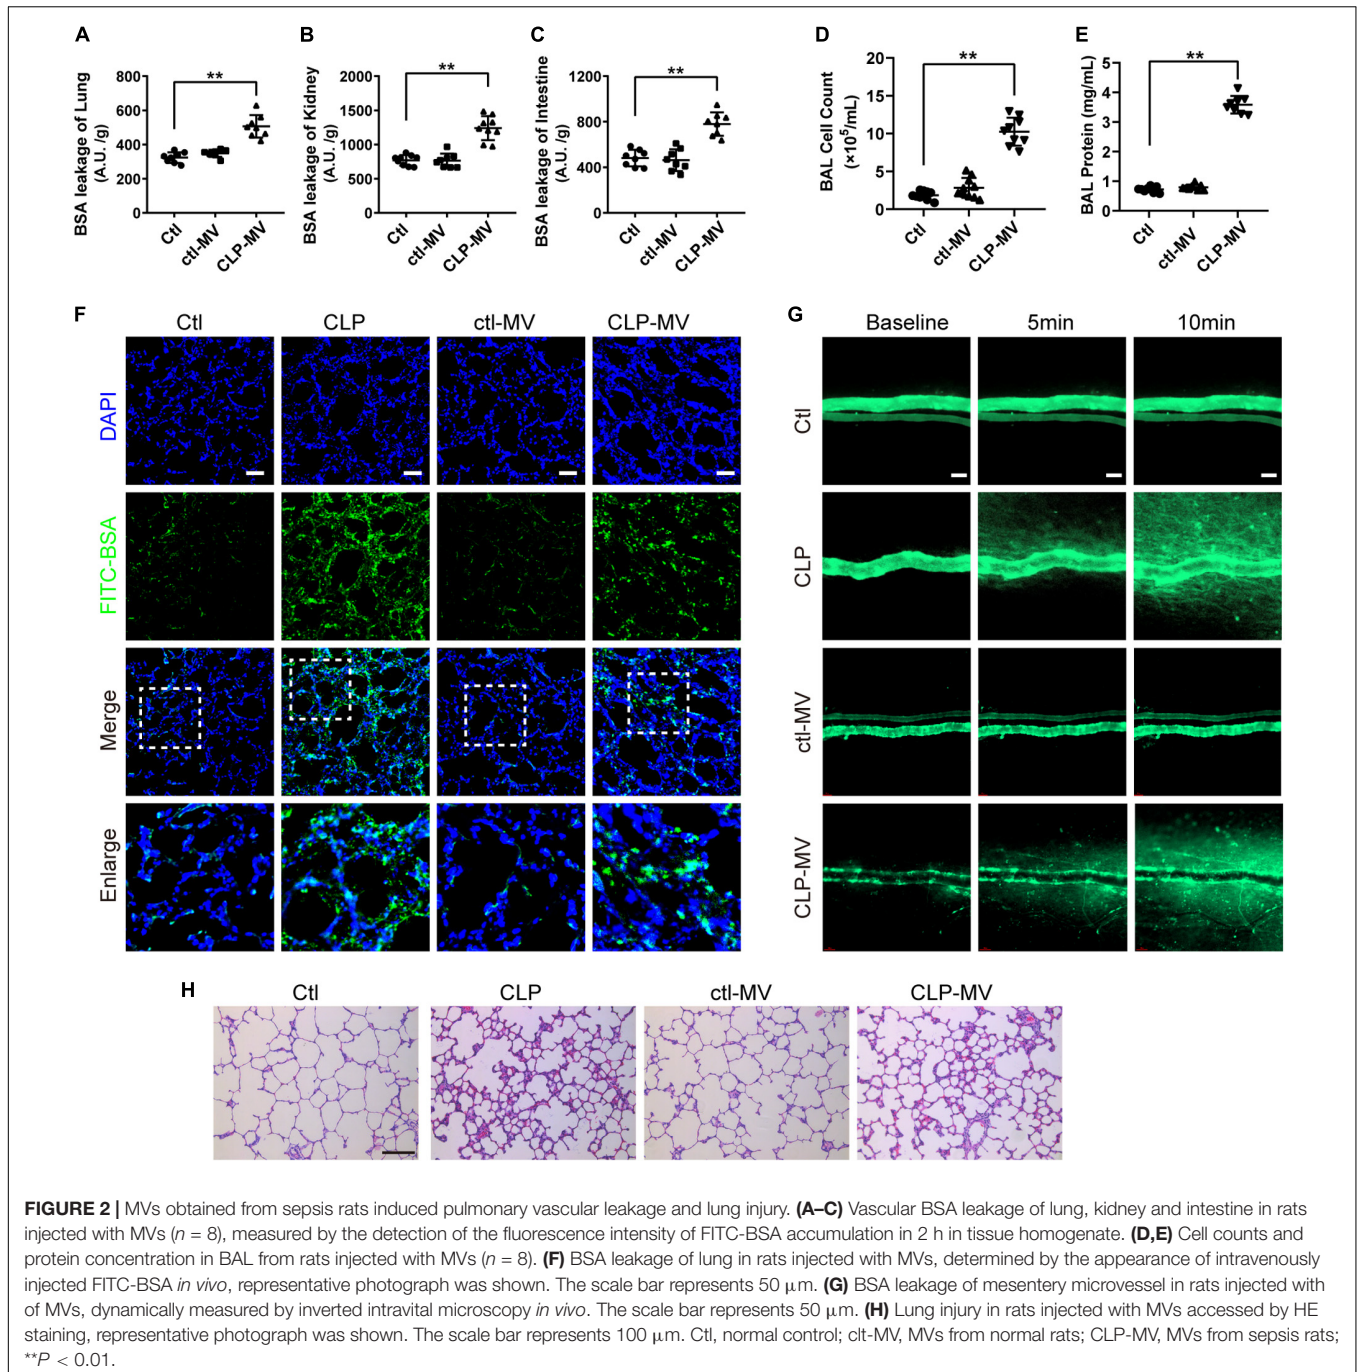 A
BSA leakage of Lung
(A.U. /g)
800
600
400
200
0
**
Ctl
ctl-MV
CLP-MV
B
BSA leakage of Kidney
(A.U. /g)
2000
1500
1000
500
0
**
Ctl
ctl-MV
CLP-MV
C
BSA leakage of Intestine
(A.U. /g)
1200
800
400
0
**
Ctl
ctl-MV
CLP-MV
D
BAL Cell Count
(×10⁵/mL)
20
15
10
5
0
**
Ctl
ctl-MV
CLP-MV
E
BAL Protein (mg/mL)
5
4
3
2
1
0
**
Ctl
ctl-MV
CLP-MV
F
Ctl CLP ctl-MV CLP-MV
DAPI
FITC-BSA
Merge
Enlarge
G
Baseline 5min 10min
Ctl
CLP
ctl-MV
CLP-MV
H
Ctl CLP ctl-MV CLP-MV
FIGURE 2 | MVs obtained from sepsis rats induced pulmonary vascular leakage and lung injury. (A–C) Vascular BSA leakage of lung, kidney and intestine in rats
injected with MVs (n = 8), measured by the detection of the fluorescence intensity of FITC-BSA accumulation in 2 h in tissue homogenate. (D,E) Cell counts and
protein concentration in BAL from rats injected with MVs (n = 8). (F) BSA leakage of lung in rats injected with MVs, determined by the appearance of intravenously
injected FITC-BSA in vivo, representative photograph was shown. The scale bar represents 50 μm. (G) BSA leakage of mesentery microvessel in rats injected with
of MVs, dynamically measured by inverted intravital microscopy in vivo. The scale bar represents 50 μm. (H) Lung injury in rats injected with MVs accessed by HE
staining, representative photograph was shown. The scale bar represents 100 μm. Ctl, normal control; clt-MV, MVs from normal rats; CLP-MV, MVs from sepsis rats;
**P < 0.01.